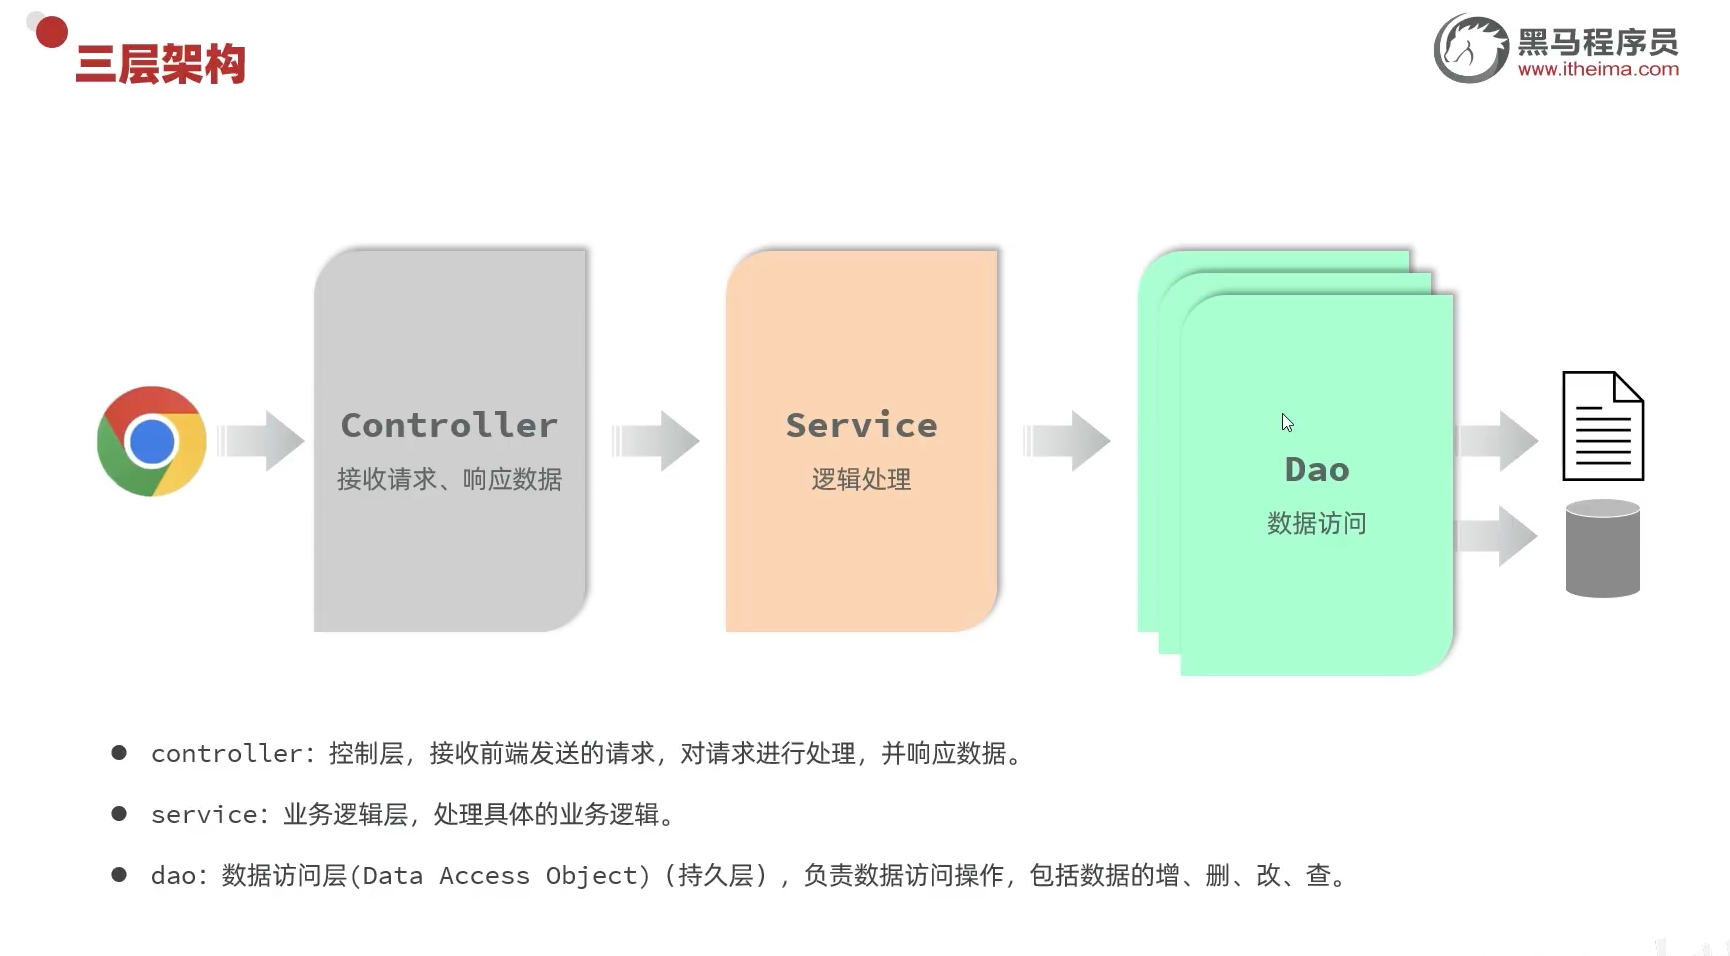 三层架构
黑马程序员
www.itheima.com
Controller
接收请求、响应数据
Service
逻辑处理
Dao
数据访问
controller：控制层，接收前端发送的请求，对请求进行处理，并响应数据。
service：业务逻辑层，处理具体的业务逻辑。
dao：数据访问层(Data Access Object)（持久层），负责数据访问操作，包括数据的增、删、改、查。